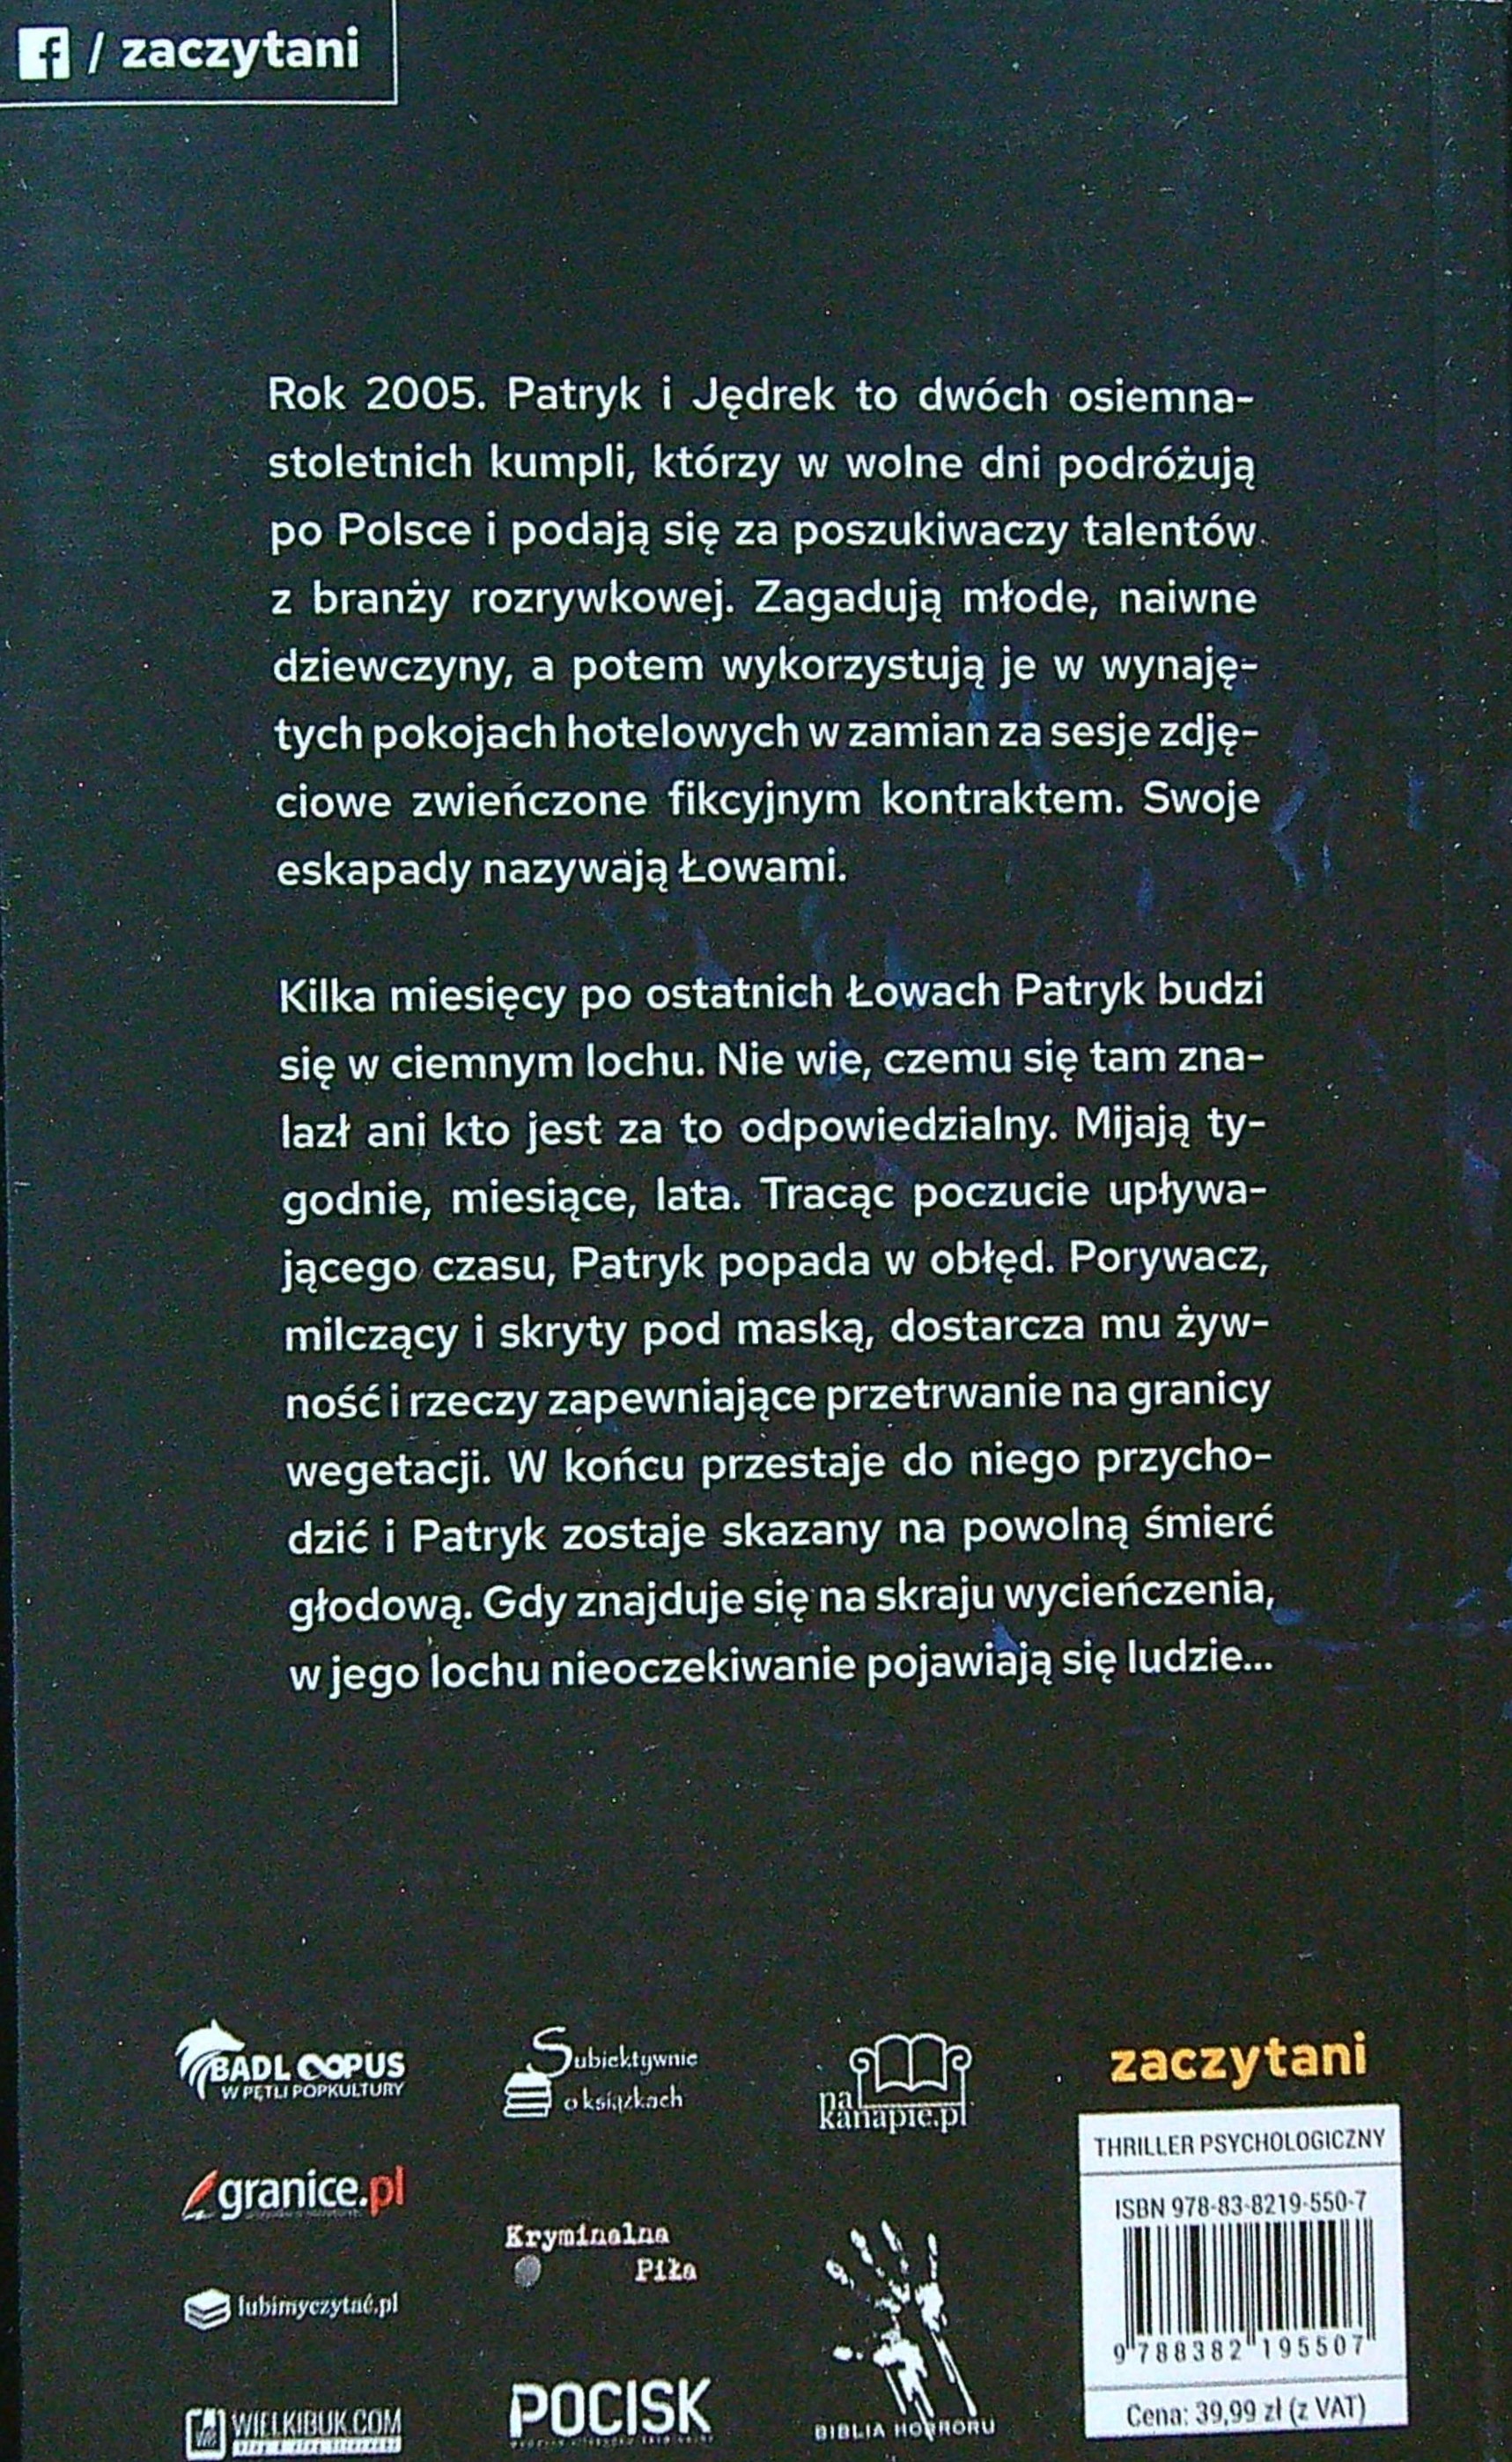 f / zaczytani
Rok 2005. Patryk i Jędrek to dwóch osiemna-
stoletnich kumpli, którzy w wolne dni podróżują
po Polsce i podają się za poszukiwaczy talentów
z branży rozrywkowej. Zagadują młode, naiwne
dziewczyny, a potem wykorzystują je w wynaję-
tych pokojach hotelowych w zamian za sesje zdję-
ciowe zwieńczone fikcyjnym kontraktem. Swoje
eskapady nazywają Łowami.
Kilka miesięcy po ostatnich Łowach Patryk budzi
się w ciemnym lochu. Nie wie, czemu się tam zna-
lazł ani kto jest za to odpowiedzialny. Mijają ty-
godnie, miesiące, lata. Tracąc poczucie upływa-
jącego czasu, Patryk popada w obłęd. Porywacz,
milczący i skryty pod maską, dostarcza mu żyw-
ność i rzeczy zapewniające przetrwanie na granicy
wegetacji. W końcu przestaje do niego przycho-
dzić i Patryk zostaje skazany na powolną śmierć
głodową. Gdy znajduje się na skraju wycieńczenia,
w jego lochu nieoczekiwanie pojawiają się ludzie...
BADLOOPUS
W PĘTLI POPKULTURY
Subiektywnie
o książkach
na
kanapie.pl
granice.pl
Kryminalna
Piła
lubimyczytać.pl
WIELKIBUK.COM
POCISK
BIBLIA HORRORU
zaczytani
THRILLER PSYCHOLOGICZNY
ISBN 978-83-8219-550-7
9 788382 195507
Cena: 39,99 zł (z VAT)